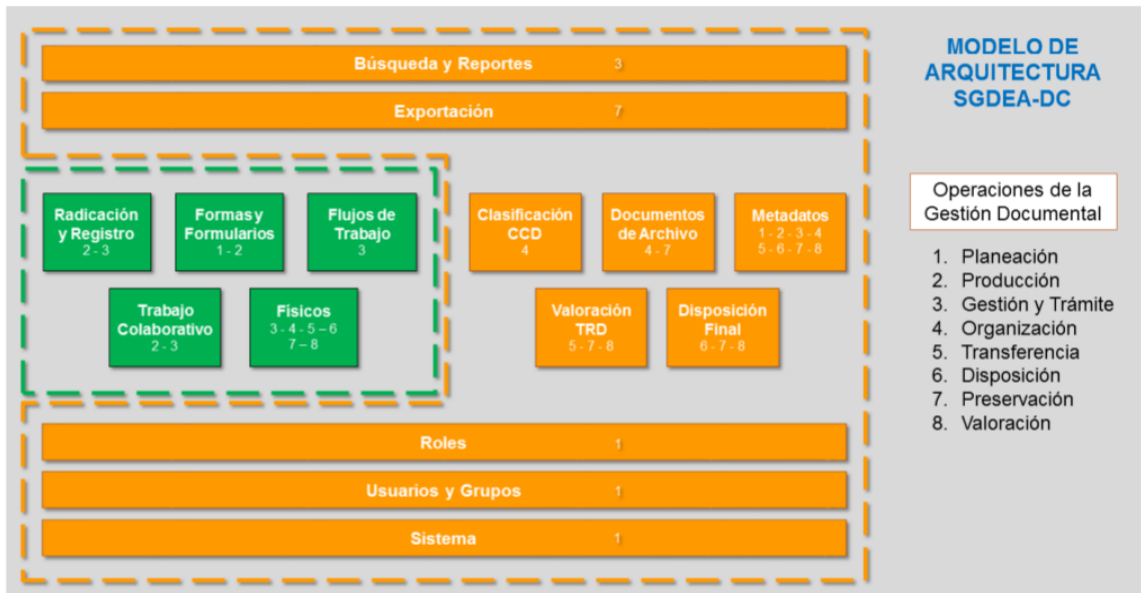 Búsqueda y Reportes 3
Exportación 7
MODELO DE
ARQUITECTURA
SGDEA-DC
Radicación
y Registro
2 - 3
Formas y
Formularios
1 - 2
Flujos de
Trabajo
3
Clasificación
CCD
4
Documentos
de Archivo
4 - 7
Metadatos
1 - 2 - 3 - 4
5 - 6 - 7 - 8
Trabajo
Colaborativo
2 - 3
Físicos
3 - 4 - 5 – 6
7 – 8
Valoración
TRD
5 - 7 - 8
Disposición
Final
6 - 7 - 8
Roles 1
Usuarios y Grupos 1
Sistema 1
Operaciones de la
Gestión Documental
1. Planeación
2. Producción
3. Gestión y Trámite
4. Organización
5. Transferencia
6. Disposición
7. Preservación
8. Valoración